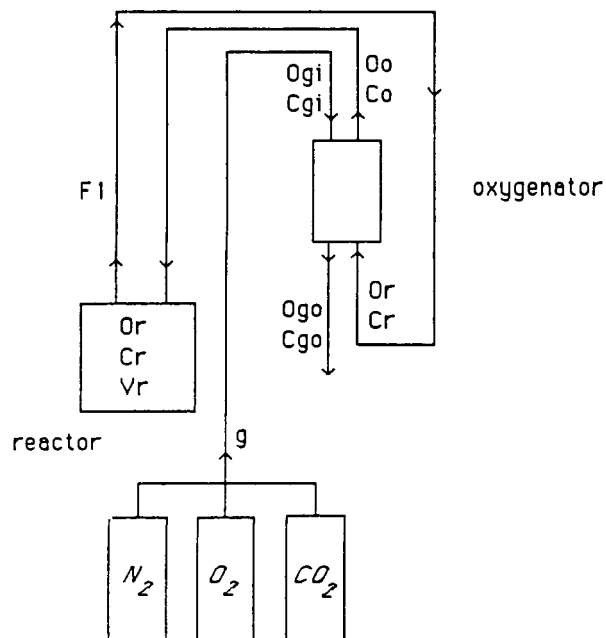 Ogi
Cgi
Oo
Co
F1
oxygenator
Ogo
Cgo
Or
Cr
Or
Cr
Vr
reactor
g
N2
O2
CO2